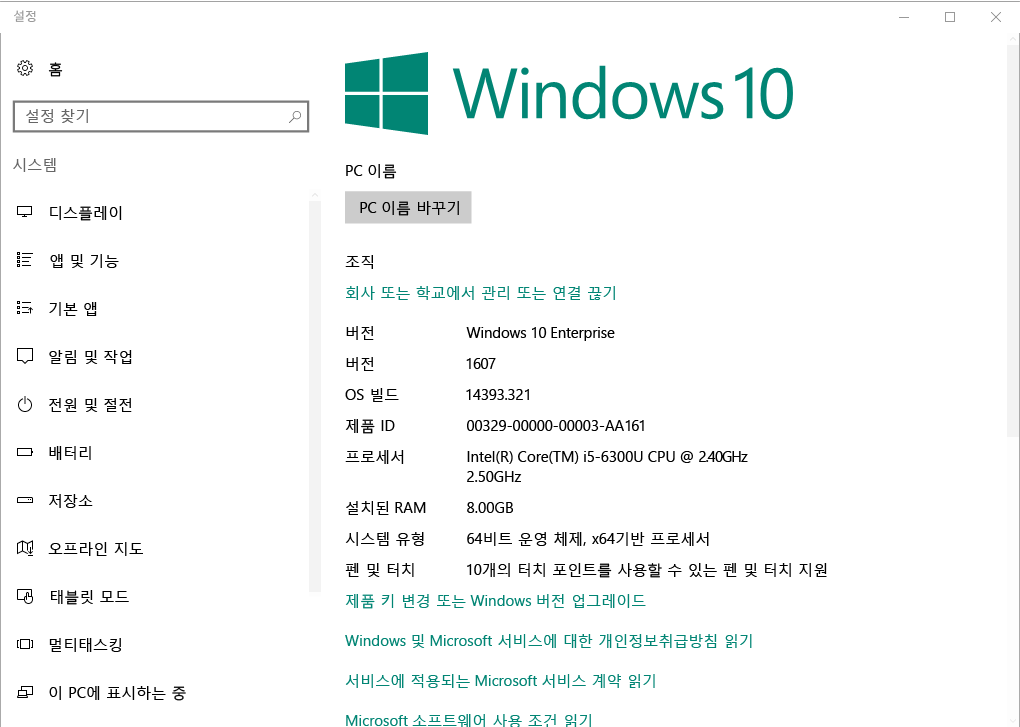 설정
홈
설정 찾기
시스템
디스플레이
앱 및 기능
기본 앱
알림 및 작업
전원 및 절전
배터리
저장소
오프라인 지도
태블릿 모드
멀티태스킹
이 PC에 표시하는 중
Windows 10
PC 이름
PC 이름 바꾸기
조직
회사 또는 학교에서 관리 또는 연결 끊기
버전 Windows 10 Enterprise
버전 1607
OS 빌드 14393.321
제품 ID 00329-00000-00003-AA161
프로세서 Intel(R) Core(TM) i5-6300U CPU @ 2.40GHz
2.50GHz
설치된 RAM 8.00GB
시스템 유형 64비트 운영 체제, x64기반 프로세서
펜 및 터치 10개의 터치 포인트를 사용할 수 있는 펜 및 터치 지원
제품 키 변경 또는 Windows 버전 업그레이드
Windows 및 Microsoft 서비스에 대한 개인정보취급방침 읽기
서비스에 적용되는 Microsoft 서비스 계약 읽기
Microsoft 소프트웨어 사용 조건 읽기